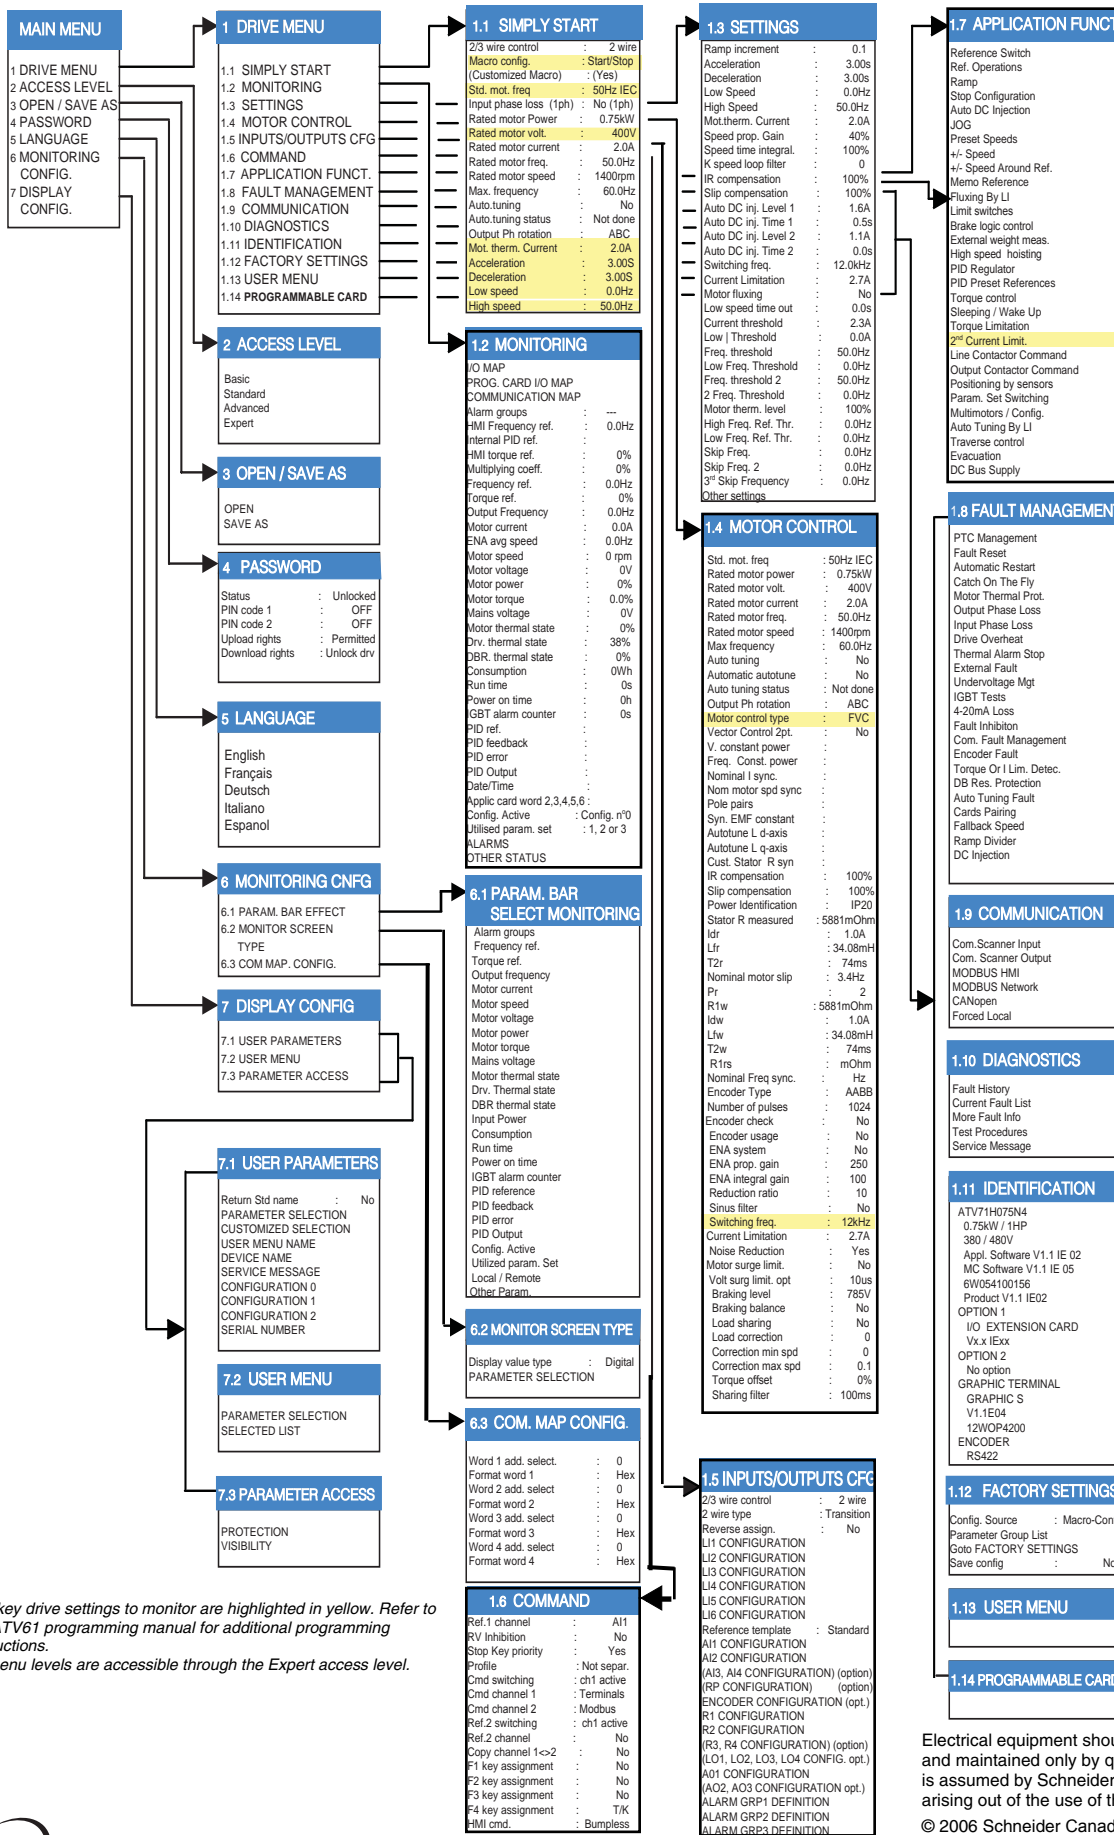 MAIN MENU
1 DRIVE MENU
2 ACCESS LEVEL
3 OPEN / SAVE AS
4 PASSWORD
5 LANGUAGE
6 MONITORING
CONFIG.
7 DISPLAY
CONFIG.
1 DRIVE MENU
1.1 SIMPLY START
1.2 MONITORING
1.3 SETTINGS
1.4 MOTOR CONTROL
1.5 INPUTS/OUTPUTS CFG
1.6 COMMAND
1.7 APPLICATION FUNCT.
1.8 FAULT MANAGEMENT
1.9 COMMUNICATION
1.10 DIAGNOSTICS
1.11 IDENTIFICATION
1.12 FACTORY SETTINGS
1.13 USER MENU
1.14 PROGRAMMABLE CARD
2 ACCESS LEVEL
Basic
Standard
Advanced
Expert
3 OPEN / SAVE AS
OPEN
SAVE AS
4 PASSWORD
Status : Unlocked
PIN code 1 : OFF
PIN code 2 : OFF
Upload rights : Permitted
Download rights : Unlock drv
5 LANGUAGE
English
Français
Deutsch
Italiano
Espanol
6 MONITORING CNFG
6.1 PARAM. BAR EFFECT
6.2 MONITOR SCREEN
TYPE
6.3 COM MAP. CONFIG.
7 DISPLAY CONFIG
7.1 USER PARAMETERS
7.2 USER MENU
7.3 PARAMETER ACCESS
7.1 USER PARAMETERS
Return Std name : No
PARAMETER SELECTION
CUSTOMIZED SELECTION
USER MENU NAME
DEVICE NAME
SERVICE MESSAGE
CONFIGURATION 0
CONFIGURATION 1
CONFIGURATION 2
SERIAL NUMBER
7.2 USER MENU
PARAMETER SELECTION
SELECTED LIST
7.3 PARAMETER ACCESS
PROTECTION
VISIBILITY
key drive settings to monitor are highlighted in yellow. Refer to
ATV61 programming manual for additional programming
uctions.
enu levels are accessible through the Expert access level.
1.1 SIMPLY START
2/3 wire control : 2 wire
Macro config. : Start/Stop
(Customized Macro) : (Yes)
Std. mot. freq : 50Hz IEC
Input phase loss (1ph) : No (1ph)
Rated motor Power : 0.75kW
Rated motor volt. : 400V
Rated motor current : 2.0A
Rated motor freq. : 50.0Hz
Rated motor speed : 1400rpm
Max. frequency : 60.0Hz
Auto.tuning : No
Auto.tuning status : Not done
Output Ph rotation : ABC
Mot. therm. Current : 2.0A
Acceleration : 3.00S
Deceleration : 3.00S
Low speed : 0.0Hz
High speed : 50.0Hz
1.2 MONITORING
I/O MAP
PROG. CARD I/O MAP
COMMUNICATION MAP
Alarm groups : ---
HMI Frequency ref. : 0.0Hz
Internal PID ref. :
HMI torque ref. : 0%
Multiplying coeff. : 0%
Frequency ref. : 0.0Hz
Torque ref. : 0%
Output Frequency : 0.0Hz
Motor current : 0.0A
ENA avg speed : 0.0Hz
Motor speed : 0 rpm
Motor voltage : 0V
Motor power : 0%
Motor torque : 0.0%
Mains voltage : 0V
Motor thermal state : 0%
Drv. thermal state : 38%
DBR. thermal state : 0%
Consumption : 0Wh
Run time : 0s
Power on time : 0h
IGBT alarm counter : 0s
PID ref. :
PID feedback :
PID error :
PID Output :
Date/Time :
Applic card word 2,3,4,5,6 :
Config. Active : Config. n°0
Utilised param. set : 1, 2 or 3
ALARMS
OTHER STATUS
6.1 PARAM. BAR
SELECT MONITORING
Alarm groups
Frequency ref.
Torque ref.
Output frequency
Motor current
Motor speed
Motor voltage
Motor power
Motor torque
Mains voltage
Motor thermal state
Drv. Thermal state
DBR thermal state
Input Power
Consumption
Run time
Power on time
IGBT alarm counter
PID reference
PID feedback
PID error
PID Output
Config. Active
Utilized param. Set
Local / Remote
Other Param.
6.2 MONITOR SCREEN TYPE
Display value type : Digital
PARAMETER SELECTION
6.3 COM. MAP CONFIG.
Word 1 add. select. : 0
Format word 1 : Hex
Word 2 add. select : 0
Format word 2 : Hex
Word 3 add. select : 0
Format word 3 : Hex
Word 4 add. select : 0
Format word 4 : Hex
1.6 COMMAND
Ref.1 channel : AI1
RV Inhibition : No
Stop Key priority : Yes
Profile : Not separ.
Cmd switching : ch1 active
Cmd channel 1 : Terminals
Cmd channel 2 : Modbus
Ref.2 switching : ch1 active
Ref.2 channel : No
Copy channel 1<>2 : No
F1 key assignment : No
F2 key assignment : No
F3 key assignment : No
F4 key assignment : T/K
HMI cmd. : Bumpless
1.3 SETTINGS
Ramp increment : 0.1
Acceleration : 3.00s
Deceleration : 3.00s
Low Speed : 0.0Hz
High Speed : 50.0Hz
Mot.therm. Current : 2.0A
Speed prop. Gain : 40%
Speed time integral. : 100%
K speed loop filter : 0
IR compensation : 100%
Slip compensation : 100%
Auto DC inj. Level 1 : 1.6A
Auto DC inj. Time 1 : 0.5s
Auto DC inj. Level 2 : 1.1A
Auto DC inj. Time 2 : 0.0s
Switching freq. : 12.0kHz
Current Limitation : 2.7A
Motor fluxing : No
Low speed time out : 0.0s
Current threshold : 2.3A
Low | Threshold : 0.0A
Freq. threshold : 50.0Hz
Low Freq. Threshold : 0.0Hz
Freq. threshold 2 : 50.0Hz
2 Freq. Threshold : 0.0Hz
Motor therm. level : 100%
High Freq. Ref. Thr. : 0.0Hz
Low Freq. Ref. Thr. : 0.0Hz
Skip Freq. : 0.0Hz
Skip Freq. 2 : 0.0Hz
3rd Skip Frequency : 0.0Hz
Other settings
1.4 MOTOR CONTROL
Std. mot. freq : 50Hz IEC
Rated motor power : 0.75kW
Rated motor volt. : 400V
Rated motor current : 2.0A
Rated motor freq. : 50.0Hz
Rated motor speed : 1400rpm
Max frequency : 60.0Hz
Auto tuning : No
Automatic autotune : No
Auto tuning status : Not done
Output Ph rotation : ABC
Motor control type : FVC
Vector Control 2pt. : No
V. constant power :
Freq. Const. power :
Nominal I sync. :
Nom motor spd sync :
Pole pairs :
Syn. EMF constant :
Autotune L d-axis :
Autotune L q-axis :
Cust. Stator R syn :
IR compensation : 100%
Slip compensation : 100%
Power Identification : IP20
Stator R measured : 5881mOhm
Idr : 1.0A
Lfr : 34.08mH
T2r : 74ms
Nominal motor slip : 3.4Hz
Pr : 2
R1w : 5881mOhm
Idw : 1.0A
Lfw : 34.08mH
T2w : 74ms
R1rs : mOhm
Nominal Freq sync. : Hz
Encoder Type : AABB
Number of pulses : 1024
Encoder check : No
Encoder usage : No
ENA system : No
ENA prop. gain : 250
ENA integral gain : 100
Reduction ratio : 10
Sinus filter : No
Switching freq. : 12kHz
Current Limitation : 2.7A
Noise Reduction : Yes
Motor surge limit. : No
Volt surg limit. opt : 10us
Braking level : 785V
Braking balance : No
Load sharing : No
Load correction : 0
Correction min spd : 0
Correction max spd : 0.1
Torque offset : 0%
Sharing filter : 100ms
1.5 INPUTS/OUTPUTS CFG
2/3 wire control : 2 wire
2 wire type : Transition
Reverse assign. : No
LI1 CONFIGURATION
LI2 CONFIGURATION
LI3 CONFIGURATION
LI4 CONFIGURATION
LI5 CONFIGURATION
LI6 CONFIGURATION
Reference template : Standard
AI1 CONFIGURATION
AI2 CONFIGURATION
(AI3, AI4 CONFIGURATION) (option)
(RP CONFIGURATION) (option)
ENCODER CONFIGURATION (opt.)
R1 CONFIGURATION
R2 CONFIGURATION
(R3, R4 CONFIGURATION) (option)
(LO1, LO2, LO3, LO4 CONFIG. opt.)
A01 CONFIGURATION
(AO2, AO3 CONFIGURATION opt.)
ALARM GRP1 DEFINITION
ALARM GRP2 DEFINITION
ALARM GRP3 DEFINITION
1.7 APPLICATION FUNCT
Reference Switch
Ref. Operations
Ramp
Stop Configuration
Auto DC Injection
JOG
Preset Speeds
+/- Speed
+/- Speed Around Ref.
Memo Reference
Fluxing By LI
Limit switches
Brake logic control
External weight meas.
High speed hoisting
PID Regulator
PID Preset References
Torque control
Sleeping / Wake Up
Torque Limitation
2nd Current Limit.
Line Contactor Command
Output Contactor Command
Positioning by sensors
Param. Set Switching
Multimotors / Config.
Auto Tuning By LI
Traverse control
Evacuation
DC Bus Supply
1.8 FAULT MANAGEMENT
PTC Management
Fault Reset
Automatic Restart
Catch On The Fly
Motor Thermal Prot.
Output Phase Loss
Input Phase Loss
Drive Overheat
Thermal Alarm Stop
External Fault
Undervoltage Mgt
IGBT Tests
4-20mA Loss
Fault Inhibiton
Com. Fault Management
Encoder Fault
Torque Or I Lim. Detec.
DB Res. Protection
Auto Tuning Fault
Cards Pairing
Fallback Speed
Ramp Divider
DC Injection
1.9 COMMUNICATION
Com.Scanner Input
Com. Scanner Output
MODBUS HMI
MODBUS Network
CANopen
Forced Local
1.10 DIAGNOSTICS
Fault History
Current Fault List
More Fault Info
Test Procedures
Service Message
1.11 IDENTIFICATION
ATV71H075N4
0.75kW / 1HP
380 / 480V
Appl. Software V1.1 IE 02
MC Software V1.1 IE 05
6W054100156
Product V1.1 IE02
OPTION 1
I/O EXTENSION CARD
Vx.x IExx
OPTION 2
No option
GRAPHIC TERMINAL
GRAPHIC S
V1.1E04
12WOP4200
ENCODER
RS422
1.12 FACTORY SETTINGS
Config. Source : Macro-Con
Parameter Group List
Goto FACTORY SETTINGS
Save config : No
1.13 USER MENU
1.14 PROGRAMMABLE CARD
Electrical equipment shou
and maintained only by q
is assumed by Schneider
arising out of the use of th
© 2006 Schneider Canad